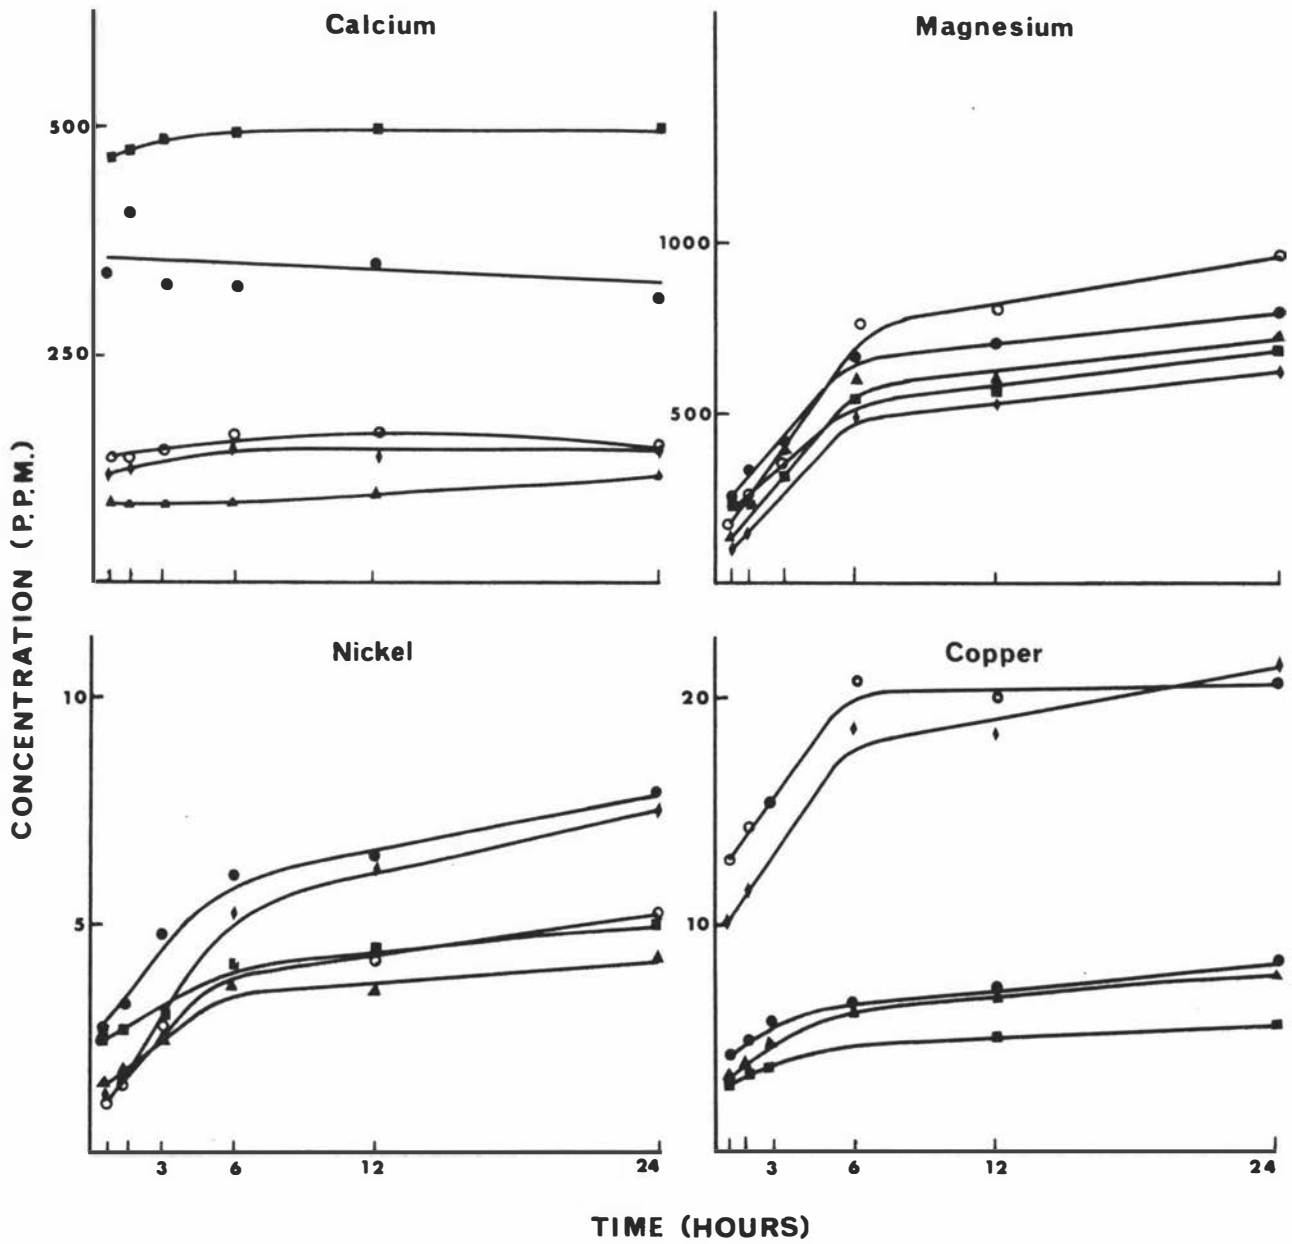 Calcium
Magnesium
500
250
1000
500
CONCENTRATION (P.P.M.)
Nickel
Copper
10
5
20
10
3 6 12 24
3 6 12 24
TIME (HOURS)